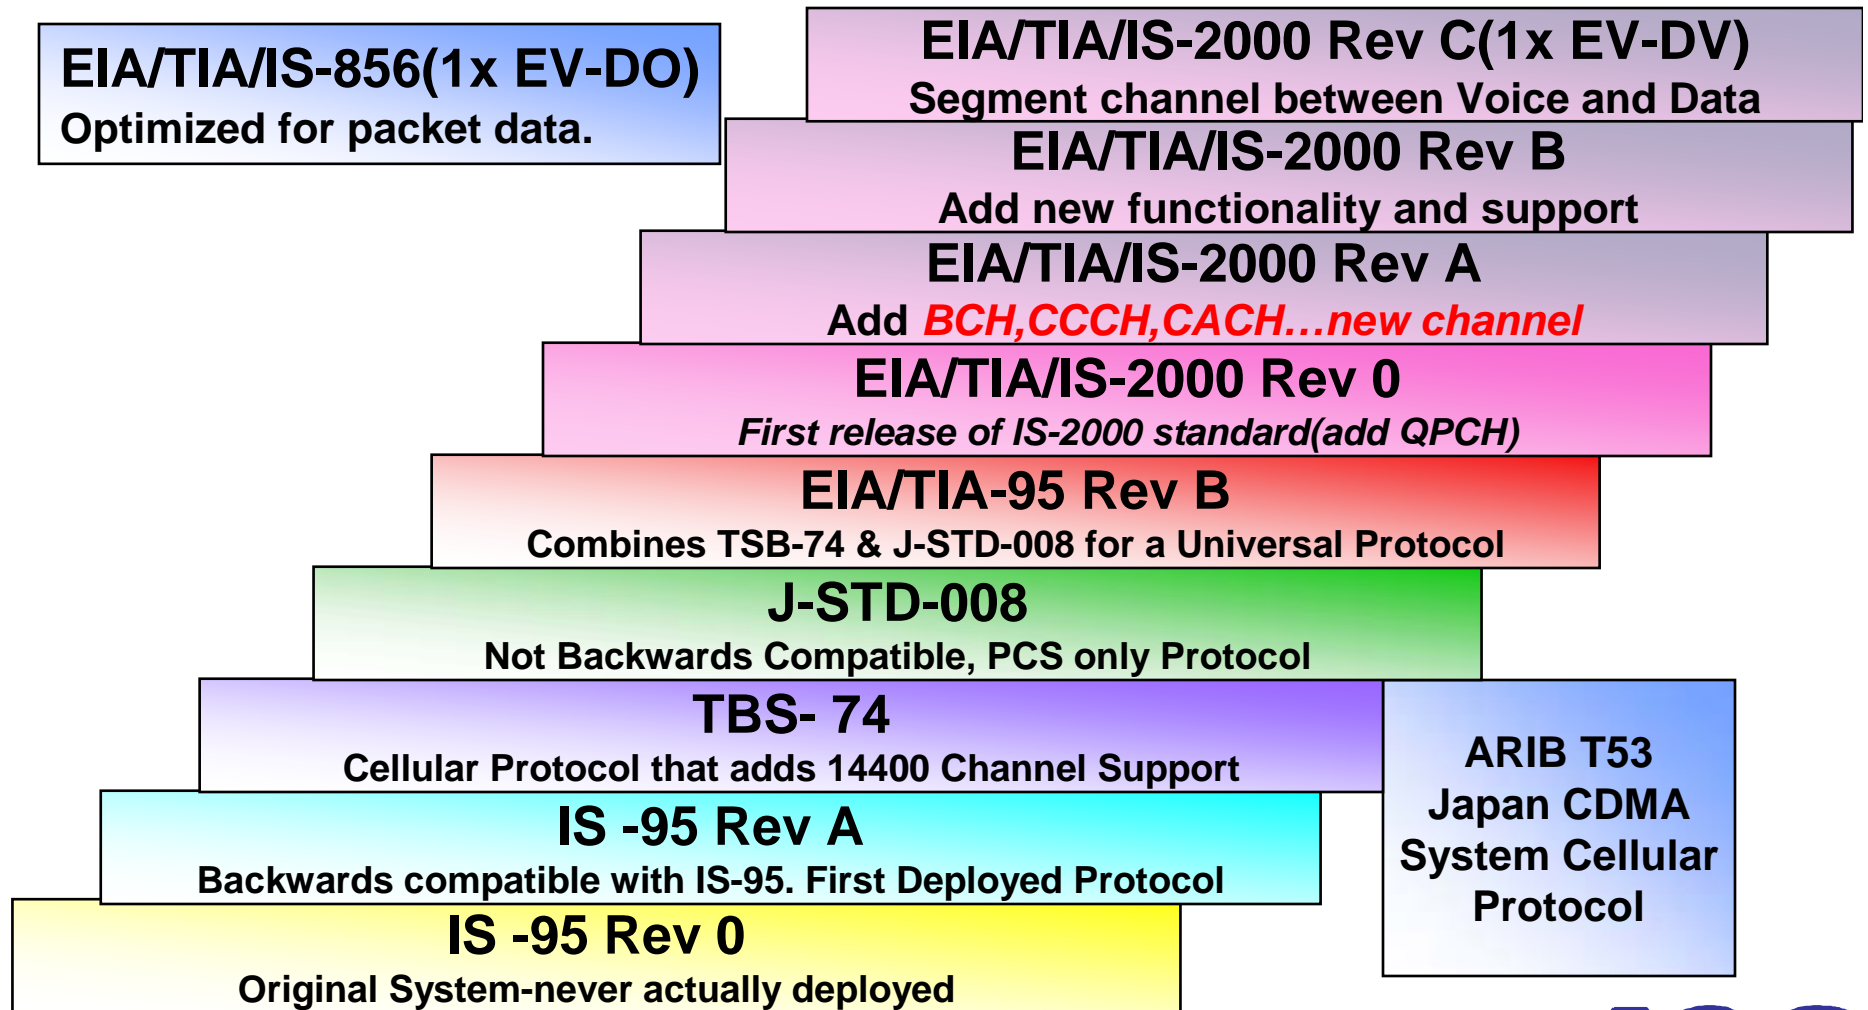 EIA/TIA/IS-856(1x EV-DO)
Optimized for packet data.
EIA/TIA/IS-2000 Rev C(1x EV-DV)
Segment channel between Voice and Data
EIA/TIA/IS-2000 Rev B
Add new functionality and support
EIA/TIA/IS-2000 Rev A
Add BCH,CCCH,CACH…new channel
EIA/TIA/IS-2000 Rev 0
First release of IS-2000 standard(add QPCH)
EIA/TIA-95 Rev B
Combines TSB-74 & J-STD-008 for a Universal Protocol
J-STD-008
Not Backwards Compatible, PCS only Protocol
TBS- 74
Cellular Protocol that adds 14400 Channel Support
ARIB T53
Japan CDMA
System Cellular
Protocol
IS -95 Rev A
Backwards compatible with IS-95. First Deployed Protocol
IS -95 Rev 0
Original System-never actually deployed